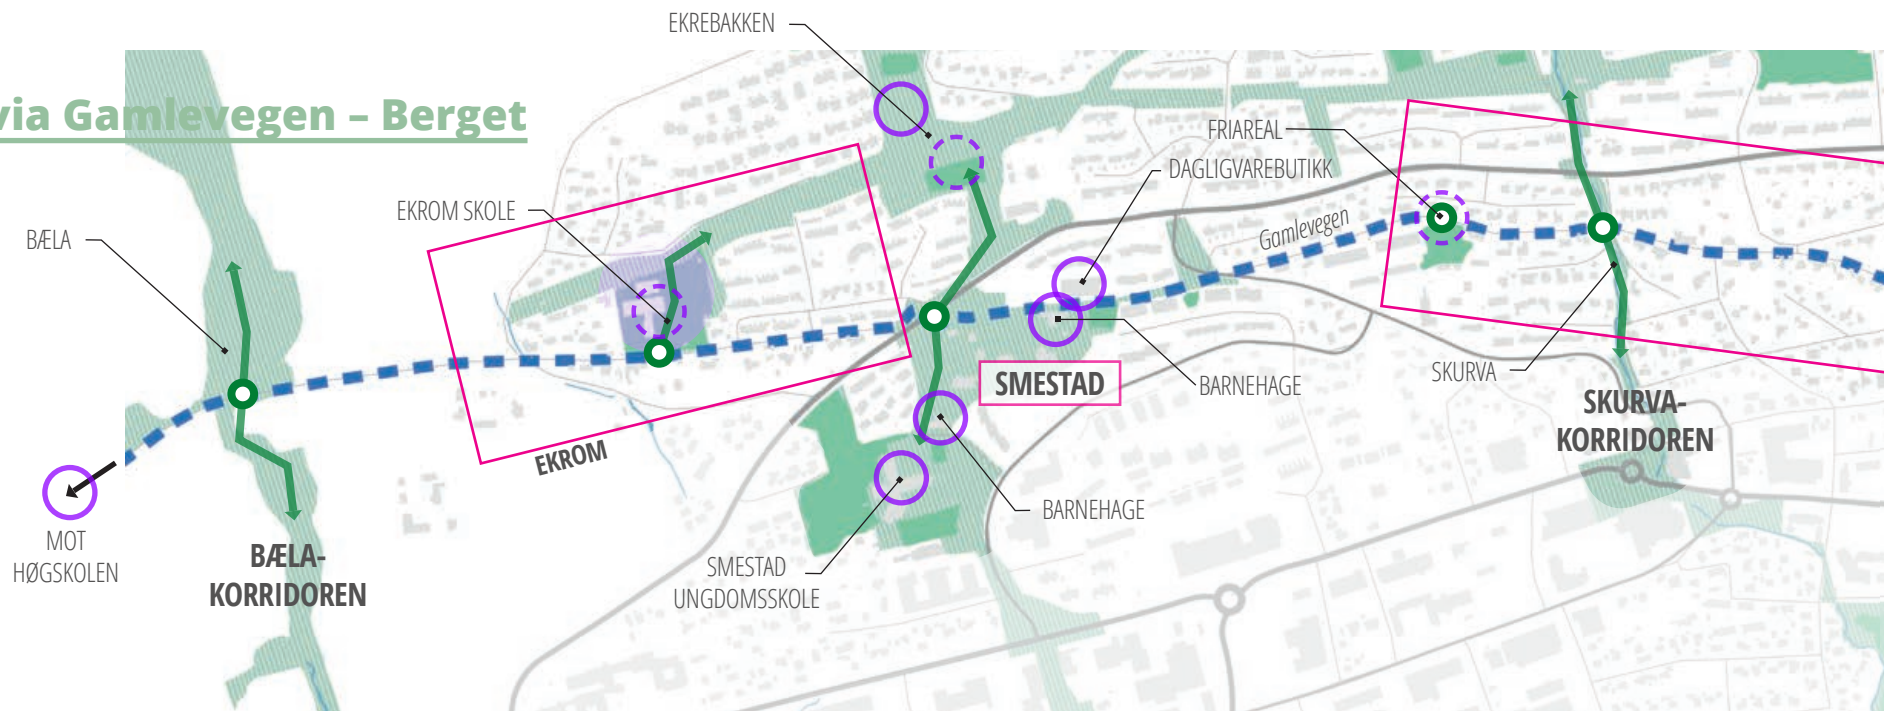 EKREBAKKEN
via Gamlevegen – Berget
FRIAREAL
DAGLIGVAREBUTIKK
EKROM SKOLE
Gamlevegen
BÆLA
SKURVA
SMESTAD
BARNEHAGE
SKURVA-
KORRIDOREN
EKROM
BARNEHAGE
MOT
HØGSKOLEN
BÆLA-
KORRIDOREN
SMESTAD
UNGDOMSSKOLE